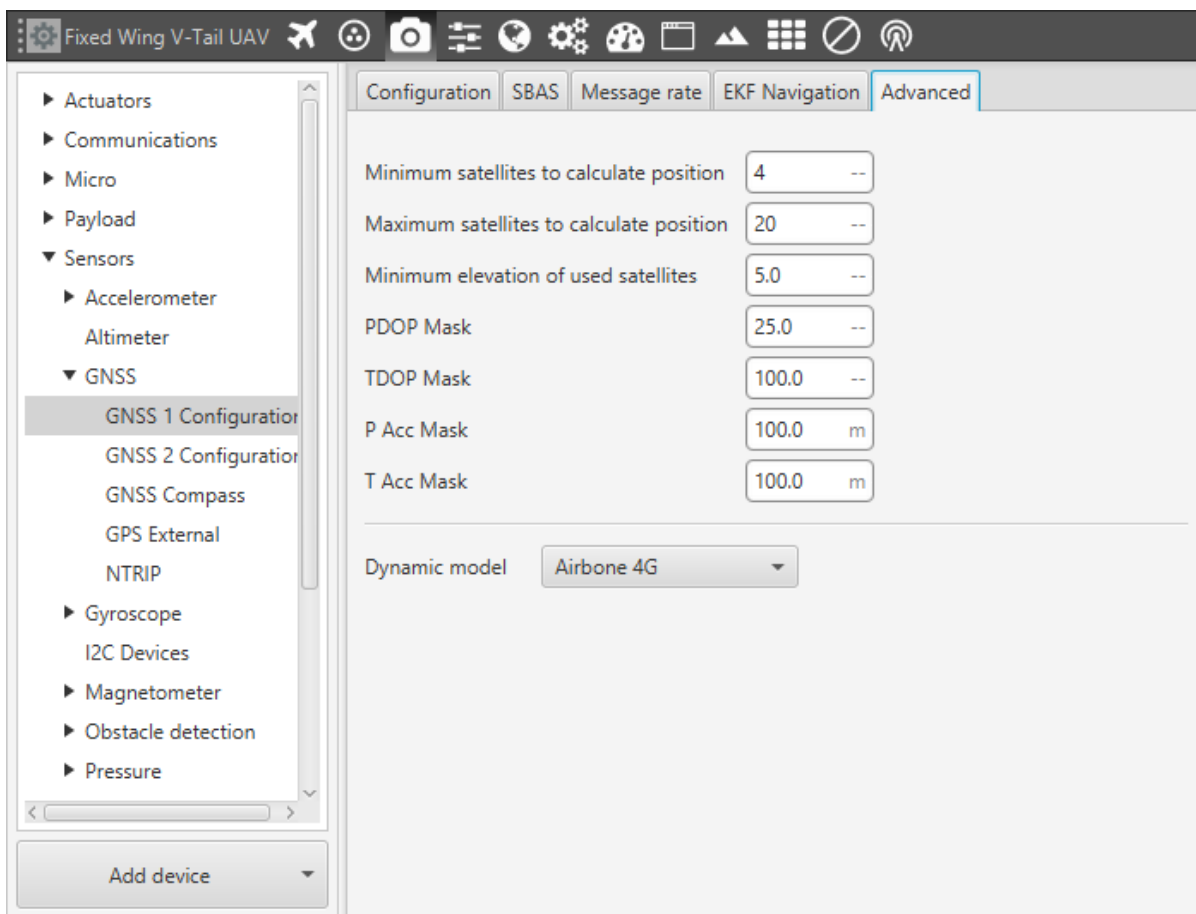 Fixed Wing V-Tail UAV
Actuators
Communications
Micro
Payload
Sensors
Accelerometer
Altimeter
GNSS
GNSS 1 Configuration
GNSS 2 Configuration
GNSS Compass
GPS External
NTRIP
Gyroscope
I2C Devices
Magnetometer
Obstacle detection
Pressure
Add device
Configuration SBAS Message rate EKF Navigation Advanced
Minimum satellites to calculate position 4 --
Maximum satellites to calculate position 20 --
Minimum elevation of used satellites 5.0 --
PDOP Mask 25.0 --
TDOP Mask 100.0 --
P Acc Mask 100.0 m
T Acc Mask 100.0 m
Dynamic model Airbone 4G